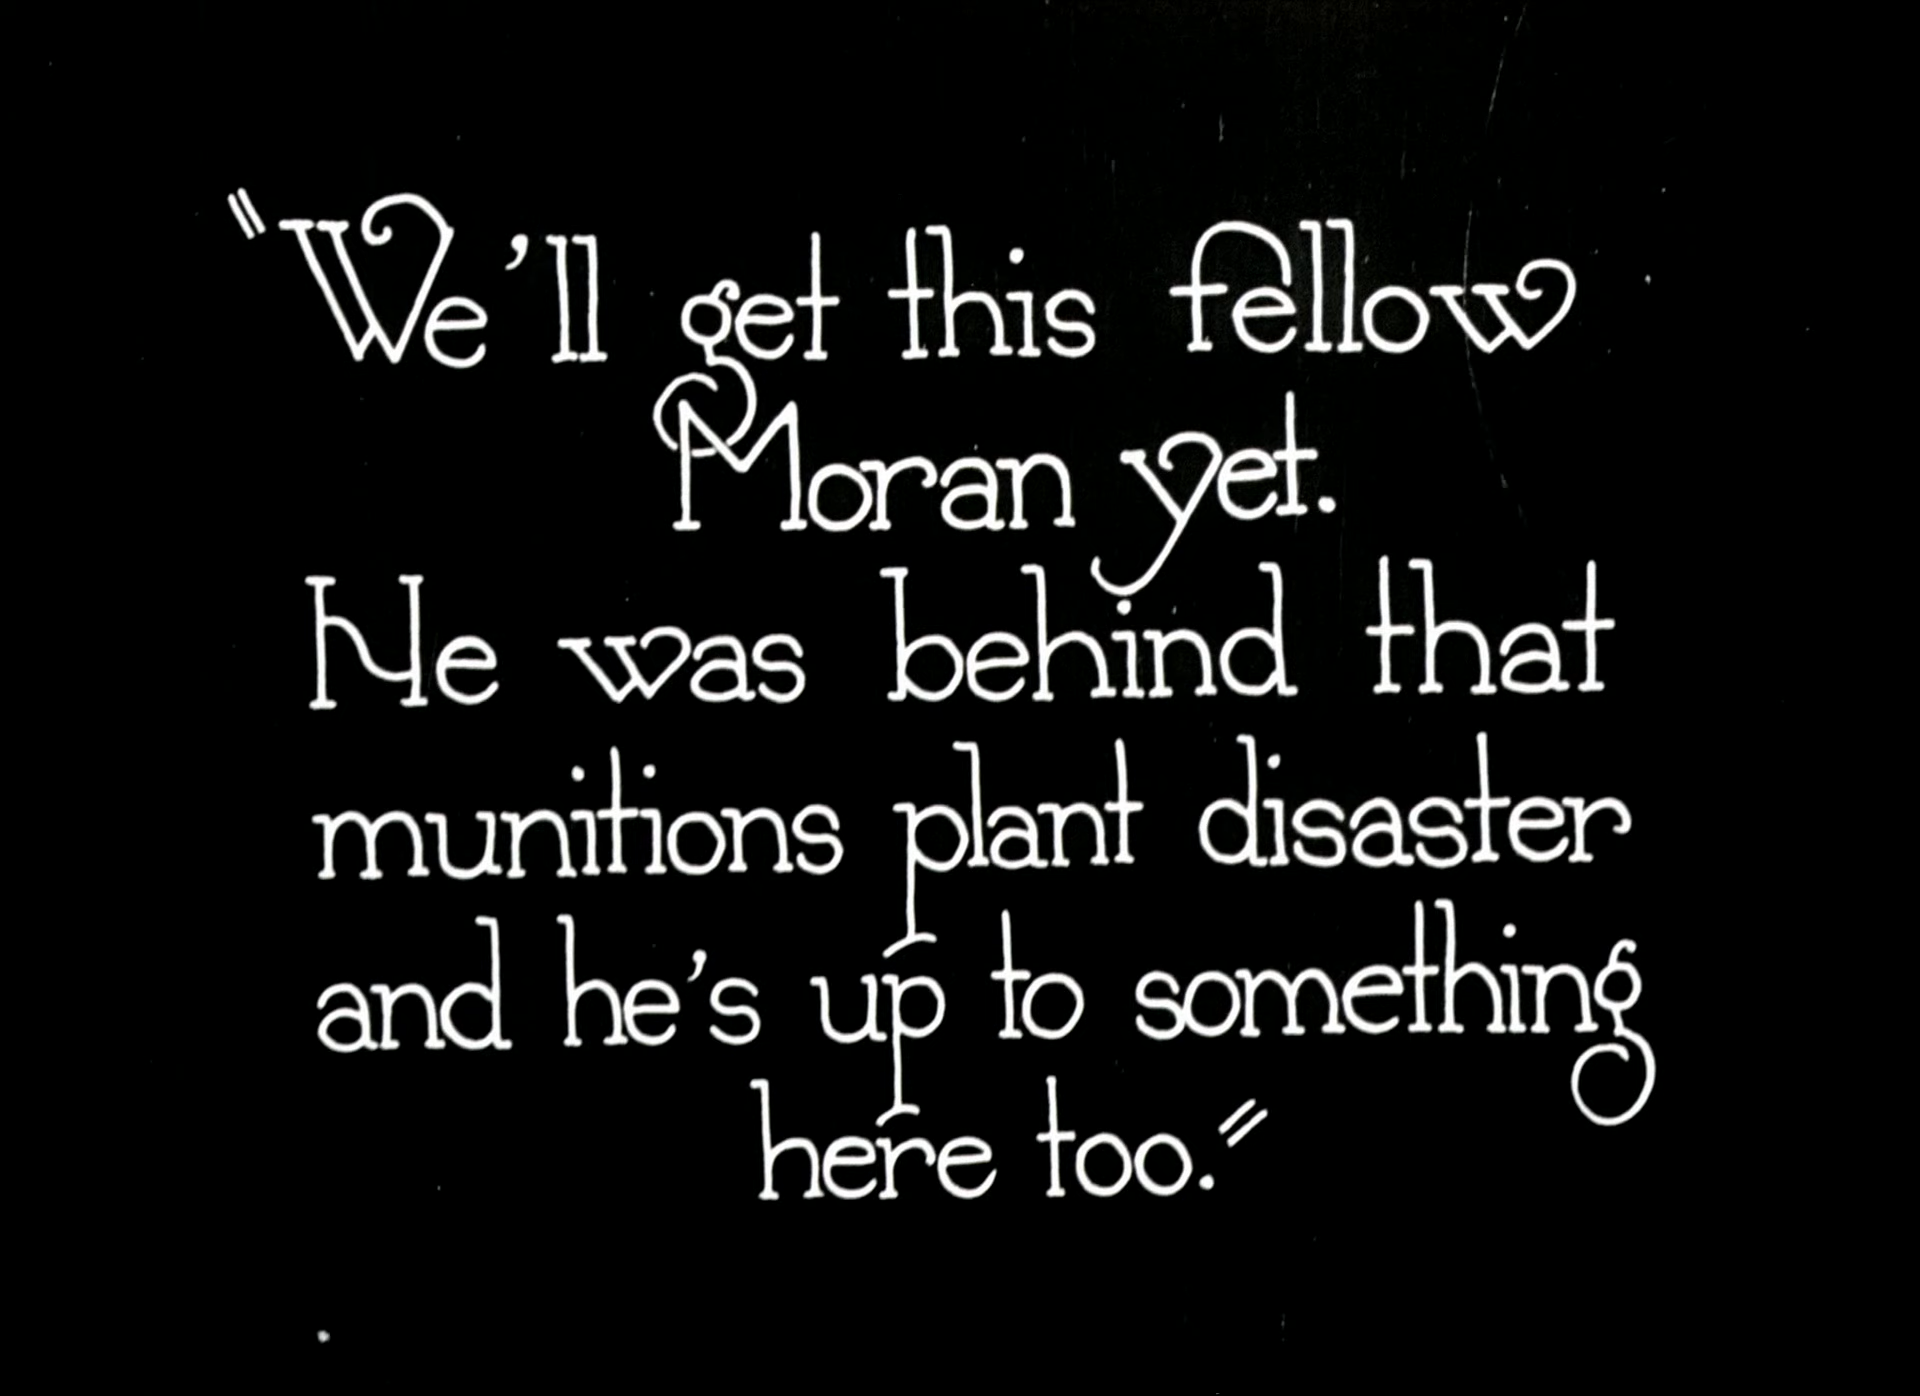 "We'll get this fellow
Moran yet.
He was behind that
munitions plant disaster
and he's up to something
here too."